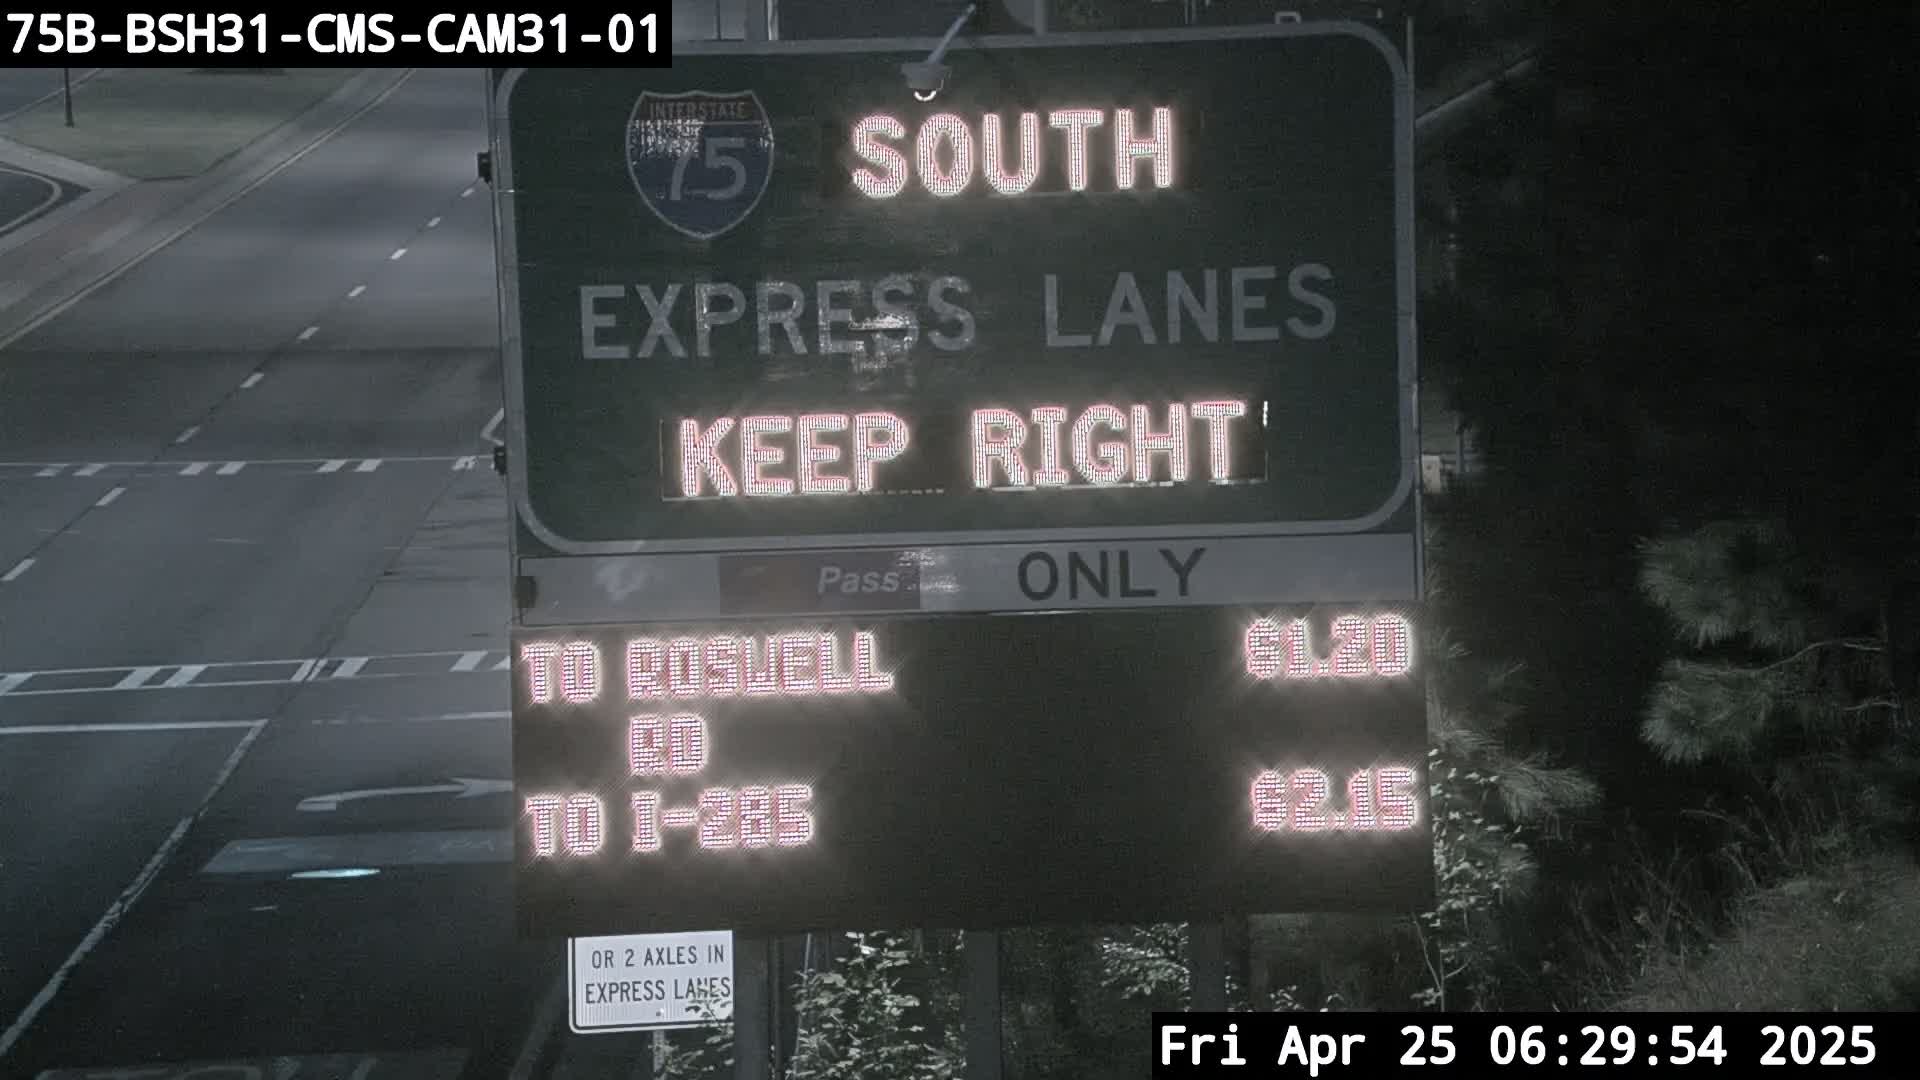 75B-BSH31-CMS-CAM31-01
INTERSTATE
75
SOUTH
EXPRESS LANES
KEEP RIGHT
Pass ONLY
TO ROSWELL $1.20
RD
TO I-285 $2.15
OR 2 AXLES IN
EXPRESS LANES
Fri Apr 25 06:29:54 2025